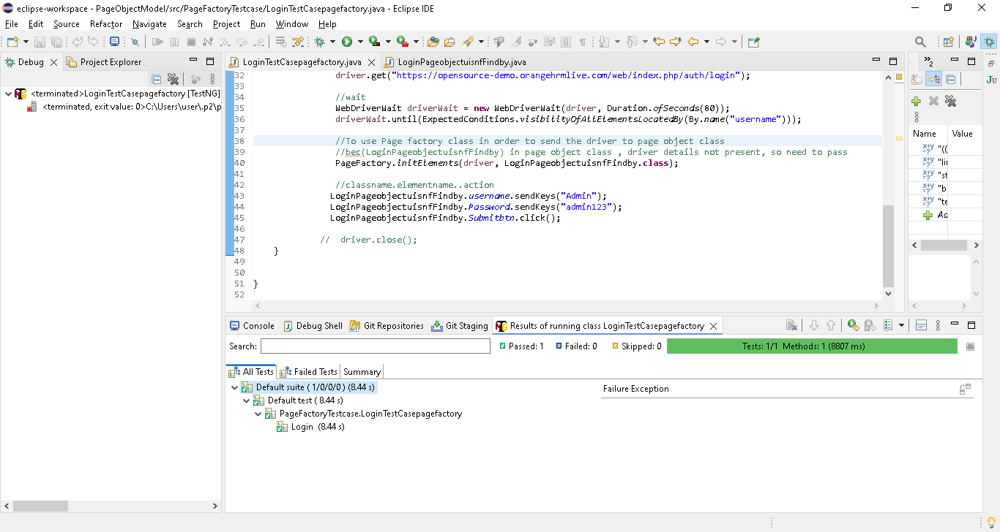 eclipse-workspace - PageObjectModel/src/PageFactoryTestcase/LoginTestCasepagefactory.java - Eclipse IDE
File Edit Source Refactor Navigate Search Project Run Window Help
Debug Project Explorer
<terminated>LoginTestCasepagefactory [TestNG]
<terminated, exit value: 0>C:\Users\user\.p2\p
LoginTestCasepagefactory.java LoginPageobjectuisnfFindby.java
32 driver.get("https://opensource-demo.orangehrmlive.com/web/index.php/auth/login");
33
34 //wait
35 WebDriverWait driverWait = new WebDriverWait(driver, Duration.ofSeconds(80));
36 driverWait.until(ExpectedConditions.visibilityOfAllElementsLocatedBy(By.name("username")));
37
38 //To use Page factory class in order to send the driver to page object class
39 //bec(LoginPageobjectuisnfFindby) in page object class , driver details not present, so need to pass
40 PageFactory.initElements(driver, LoginPageobjectuisnfFindby.class);
41
42 //classname.elementname..action
43 LoginPageobjectuisnfFindby.username.sendKeys("Admin");
44 LoginPageobjectuisnfFindby.Password.sendKeys("admin123");
45 LoginPageobjectuisnfFindby.Submitbtn.click();
46
47 // driver.close();
48 }
49
50
51 }
52
2
Name Value
x+y =? "((
x+y =? "lir
x+y =? "st
x+y =? "b
x+y =? "te
Ju
Console Debug Shell Git Repositories Git Staging Results of running class LoginTestCasepagefactory
Search: Passed: 1 Failed: 0 Skipped: 0 Tests: 1/1 Methods: 1 (8807 ms)
All Tests Failed Tests Summary
Default suite ( 1/0/0/0 ) (8.44 s)
Default test ( 8.44 s)
PageFactoryTestcase.LoginTestCasepagefactory
Login (8.44 s)
Failure Exception